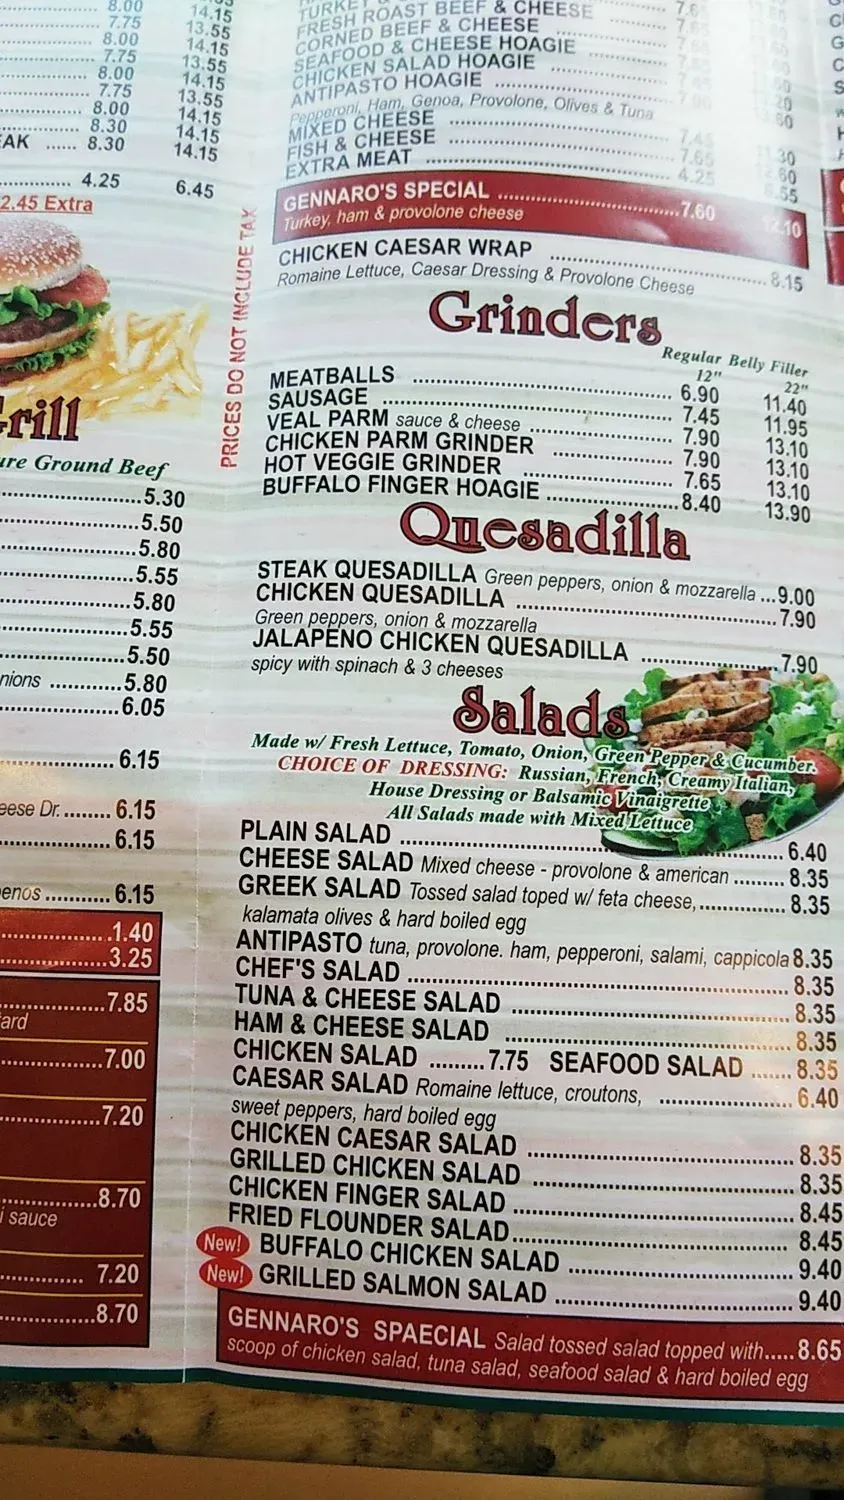 8.00
7.75 14.15
8.00 13.55
7.75 14.15
8.00 13.55
7.75 14.15
8.00 13.55
8.30 14.15
EAK ...... 8.30 14.15
14.15
4.25 6.45
2.45 Extra
PRICES DO NOT INCLUDE TAX
Grill
ure Ground Beef
5.30
5.50
5.80
5.55
5.80
5.55
5.50
nions 5.80
6.05
6.15
eese Dr. 6.15
6.15
penos 6.15
1.40
3.25
7.85
ard
7.00
7.20
8.70
i sauce
7.20
8.70
TURKEY &
FRESH ROAST BEEF & CHEESE
CORNED BEEF & CHEESE
SEAFOOD & CHEESE HOAGIE
CHICKEN SALAD HOAGIE
ANTIPASTO HOAGIE
Pepperoni, Ham, Genoa, Provolone, Olives & Tuna
MIXED CHEESE 7.45
FISH & CHEESE 7.65
EXTRA MEAT 4.25
GENNARO'S SPECIAL 7.60 12.10
Turkey, ham & provolone cheese
CHICKEN CAESAR WRAP 8.15
Romaine Lettuce, Caesar Dressing & Provolone Cheese
Grinders
Regular Belly Filler
12" 22"
MEATBALLS 6.90 11.40
SAUSAGE 7.45 11.95
VEAL PARM sauce & cheese 7.90 13.10
CHICKEN PARM GRINDER 7.90 13.10
HOT VEGGIE GRINDER 7.65 13.10
BUFFALO FINGER HOAGIE 8.40 13.90
Quesadilla
STEAK QUESADILLA Green peppers, onion & mozzarella ...9.00
CHICKEN QUESADILLA 7.90
Green peppers, onion & mozzarella
JALAPENO CHICKEN QUESADILLA 7.90
spicy with spinach & 3 cheeses
Salads
Made w/ Fresh Lettuce, Tomato, Onion, Green Pepper & Cucumber.
CHOICE OF DRESSING: Russian, French, Creamy Italian,
House Dressing or Balsamic Vinaigrette
All Salads made with Mixed Lettuce
PLAIN SALAD 6.40
CHEESE SALAD Mixed cheese - provolone & american 8.35
GREEK SALAD Tossed salad toped w/ feta cheese, 8.35
kalamata olives & hard boiled egg
ANTIPASTO tuna, provolone. ham, pepperoni, salami, cappicola 8.35
CHEF'S SALAD 8.35
TUNA & CHEESE SALAD 8.35
HAM & CHEESE SALAD 8.35
CHICKEN SALAD .........7.75 SEAFOOD SALAD ....... 8.35
CAESAR SALAD Romaine lettuce, croutons, 6.40
sweet peppers, hard boiled egg
CHICKEN CAESAR SALAD 8.35
GRILLED CHICKEN SALAD 8.35
CHICKEN FINGER SALAD 8.45
FRIED FLOUNDER SALAD 8.45
New! BUFFALO CHICKEN SALAD 9.40
New! GRILLED SALMON SALAD 9.40
GENNARO'S SPAECIAL Salad tossed salad topped with..... 8.65
scoop of chicken salad, tuna salad, seafood salad & hard boiled egg